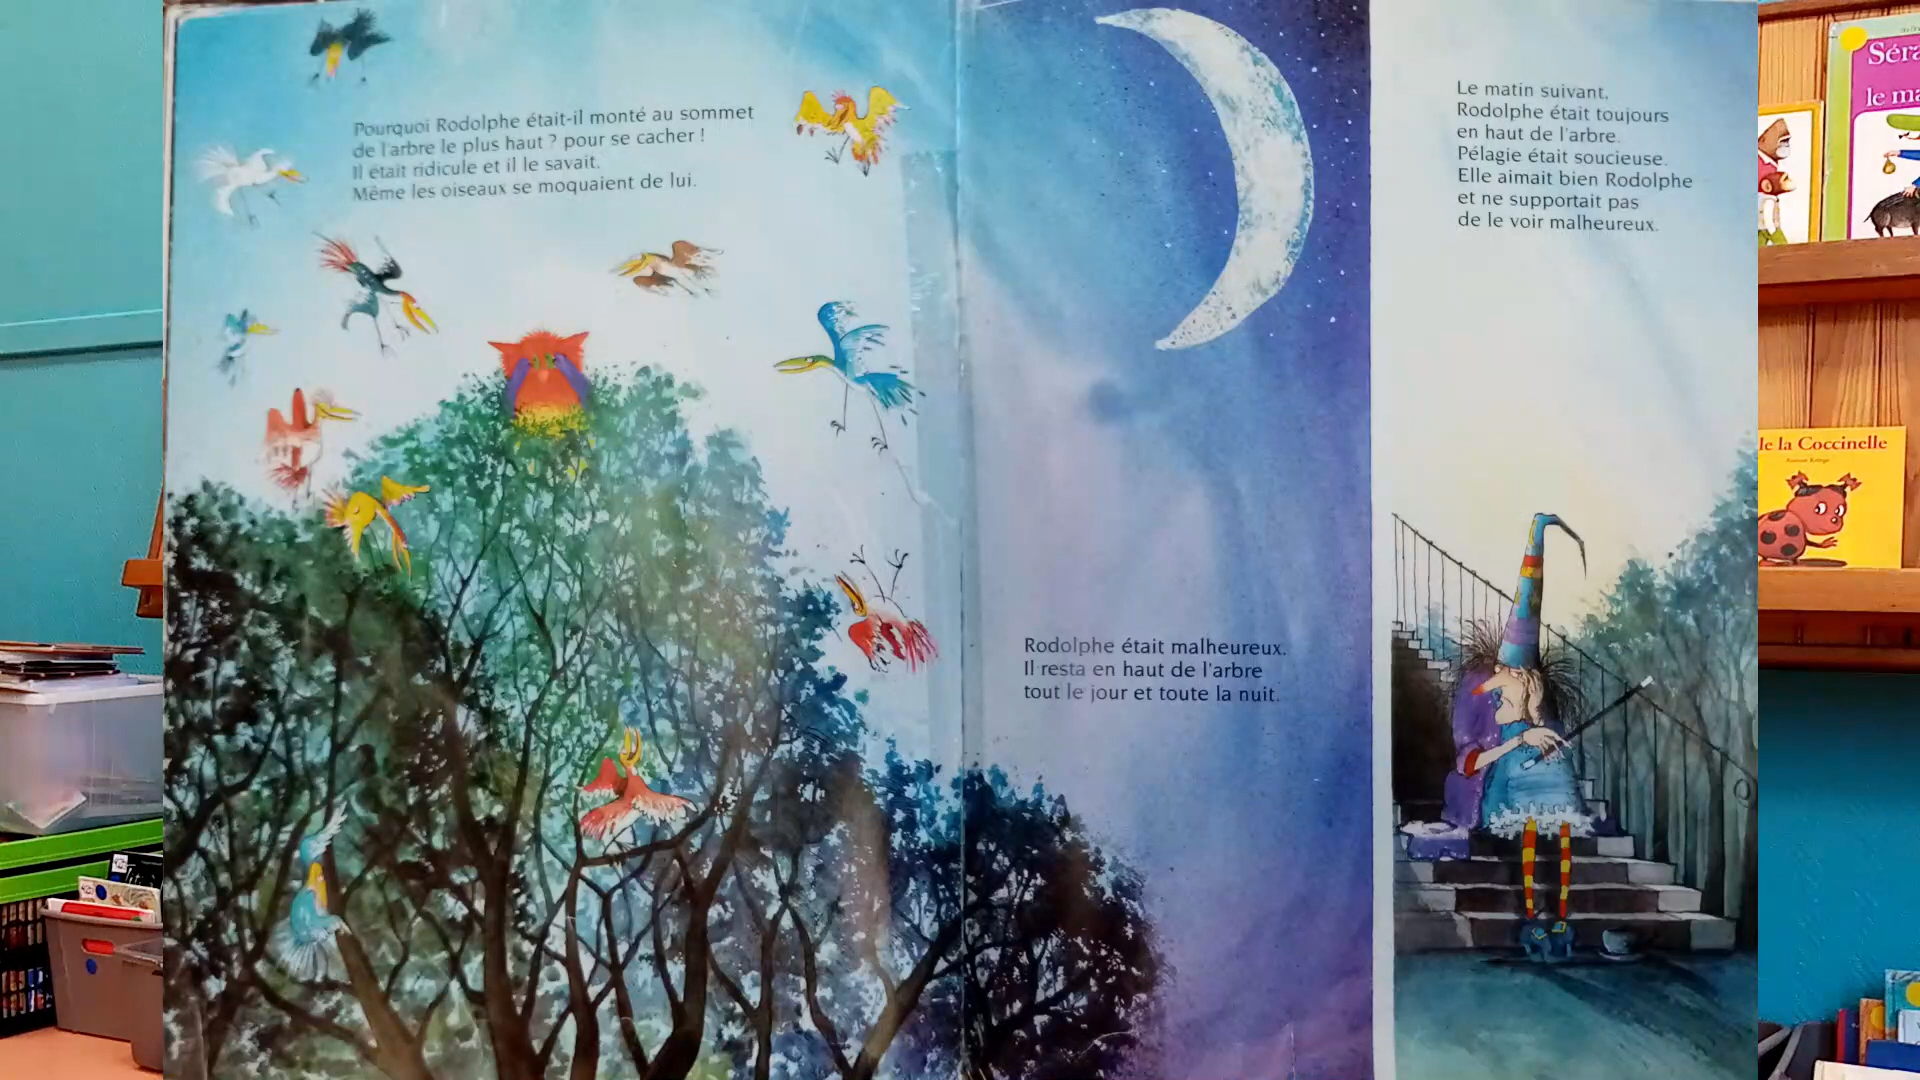 Pourquoi Rodolphe était-il monté au sommet
de l'arbre le plus haut ? pour se cacher !
Il était ridicule et il le savait.
Même les oiseaux se moquaient de lui.
Rodolphe était malheureux.
Il resta en haut de l'arbre
tout le jour et toute la nuit.
Le matin suivant,
Rodolphe était toujours
en haut de l'arbre.
Pélagie était soucieuse.
Elle aimait bien Rodolphe
et ne supportait pas
de le voir malheureux.
le
la Coccinelle